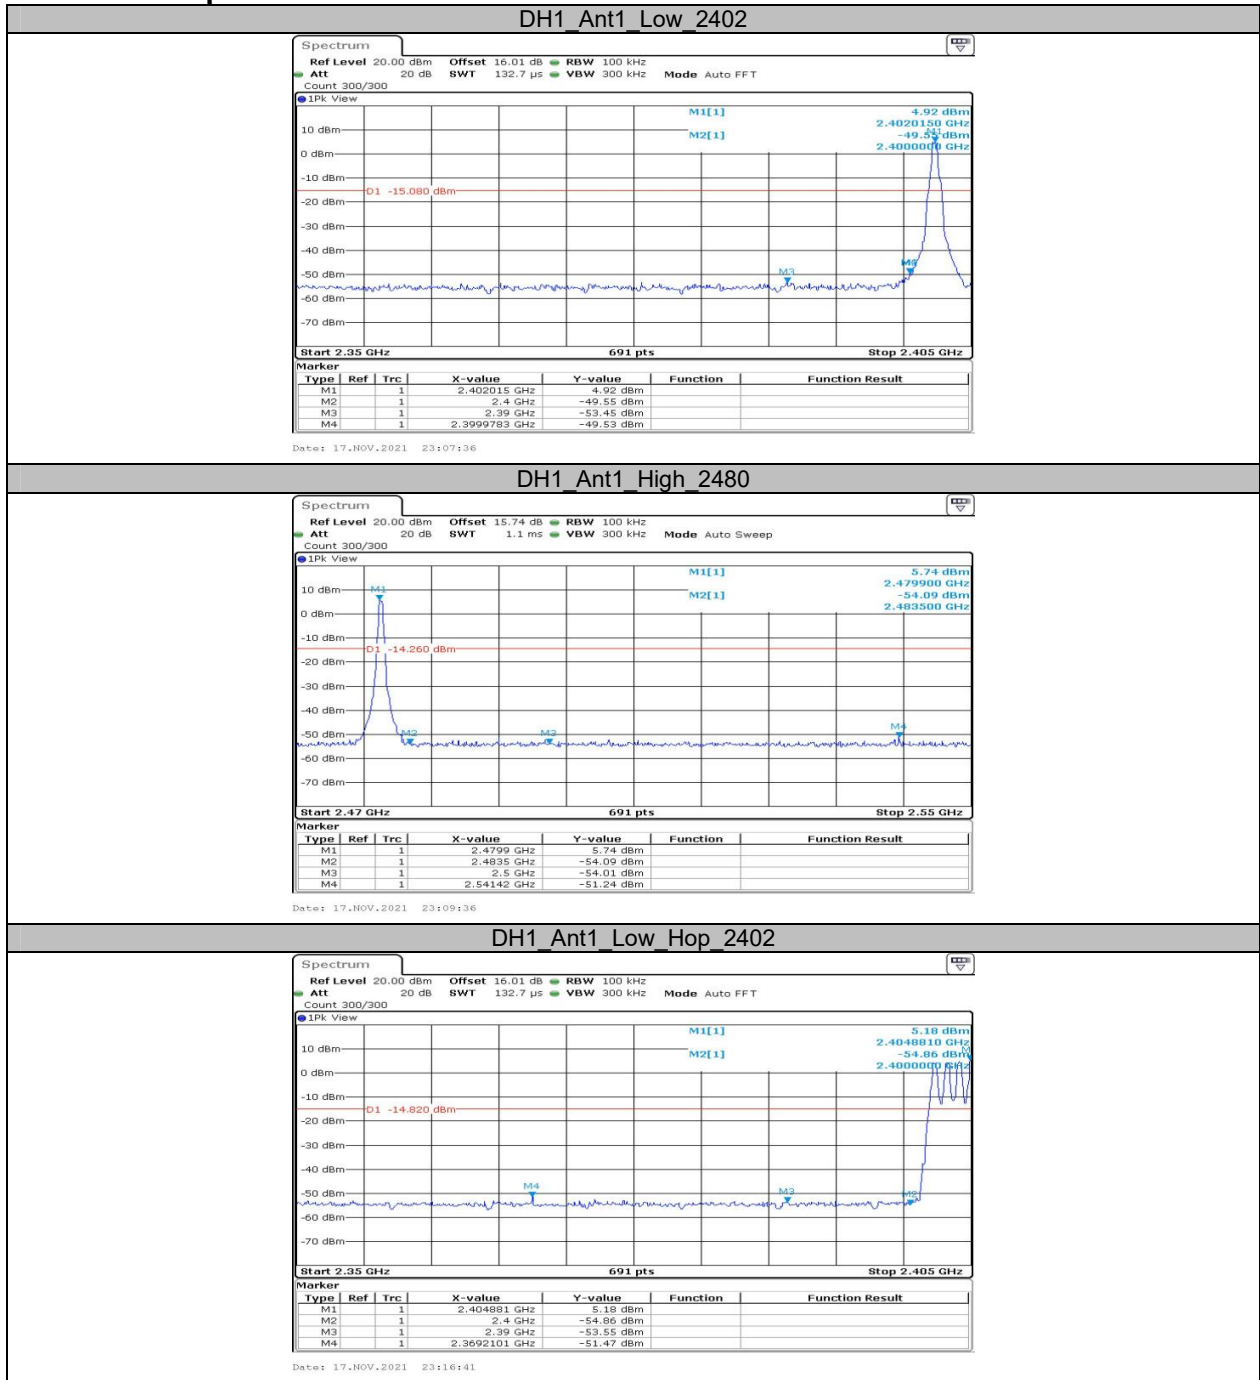 DH1_Ant1_Low_2402
Spectrum
Ref Level 20.00 dBm Offset 16.01 dB RBW 100 kHz
Att 20 dB SWT 132.7 µs VBW 300 kHz Mode Auto FFT
Count 300/300
1Pk View
M1[1] 4.92 dBm
2.4020150 GHz
10 dBm
M2[1] -49.55 dBm
M1
2.4000000 GHz
0 dBm
-10 dBm
D1 -15.080 dBm
-20 dBm
-30 dBm
-40 dBm
-50 dBm
M3
-60 dBm
-70 dBm
Start 2.35 GHz 691 pts Stop 2.405 GHz
Marker
Type Ref Trc X-value Y-value Function Function Result
M1 1 2.402015 GHz 4.92 dBm
M2 1 2.4 GHz -49.55 dBm
M3 1 2.39 GHz -53.45 dBm
M4 1 2.3999783 GHz -49.53 dBm
Date: 17.NOV.2021 23:07:36
DH1_Ant1_High_2480
Spectrum
Ref Level 20.00 dBm Offset 15.74 dB RBW 100 kHz
Att 20 dB SWT 1.1 ms VBW 300 kHz Mode Auto Sweep
Count 300/300
1Pk View
M1[1] 5.74 dBm
2.479900 GHz
10 dBm M1
M2[1] -54.09 dBm
2.483500 GHz
0 dBm
-10 dBm
D1 -14.260 dBm
-20 dBm
-30 dBm
-40 dBm
-50 dBm M2 M3 M4
-60 dBm
-70 dBm
Start 2.47 GHz 691 pts Stop 2.55 GHz
Marker
Type Ref Trc X-value Y-value Function Function Result
M1 1 2.4799 GHz 5.74 dBm
M2 1 2.4835 GHz -54.09 dBm
M3 1 2.5 GHz -54.01 dBm
M4 1 2.54142 GHz -51.24 dBm
Date: 17.NOV.2021 23:09:36
DH1_Ant1_Low_Hop_2402
Spectrum
Ref Level 20.00 dBm Offset 16.01 dB RBW 100 kHz
Att 20 dB SWT 132.7 µs VBW 300 kHz Mode Auto FFT
Count 300/300
1Pk View
M1[1] 5.18 dBm
2.4048810 GHz
10 dBm
M2[1] -54.86 dBm
2.4000000 GHz
0 dBm
-10 dBm
D1 -14.820 dBm
-20 dBm
-30 dBm
-40 dBm
-50 dBm M4 M3 M2
-60 dBm
-70 dBm
Start 2.35 GHz 691 pts Stop 2.405 GHz
Marker
Type Ref Trc X-value Y-value Function Function Result
M1 1 2.404881 GHz 5.18 dBm
M2 1 2.4 GHz -54.86 dBm
M3 1 2.39 GHz -53.55 dBm
M4 1 2.3692101 GHz -51.47 dBm
Date: 17.NOV.2021 23:16:41